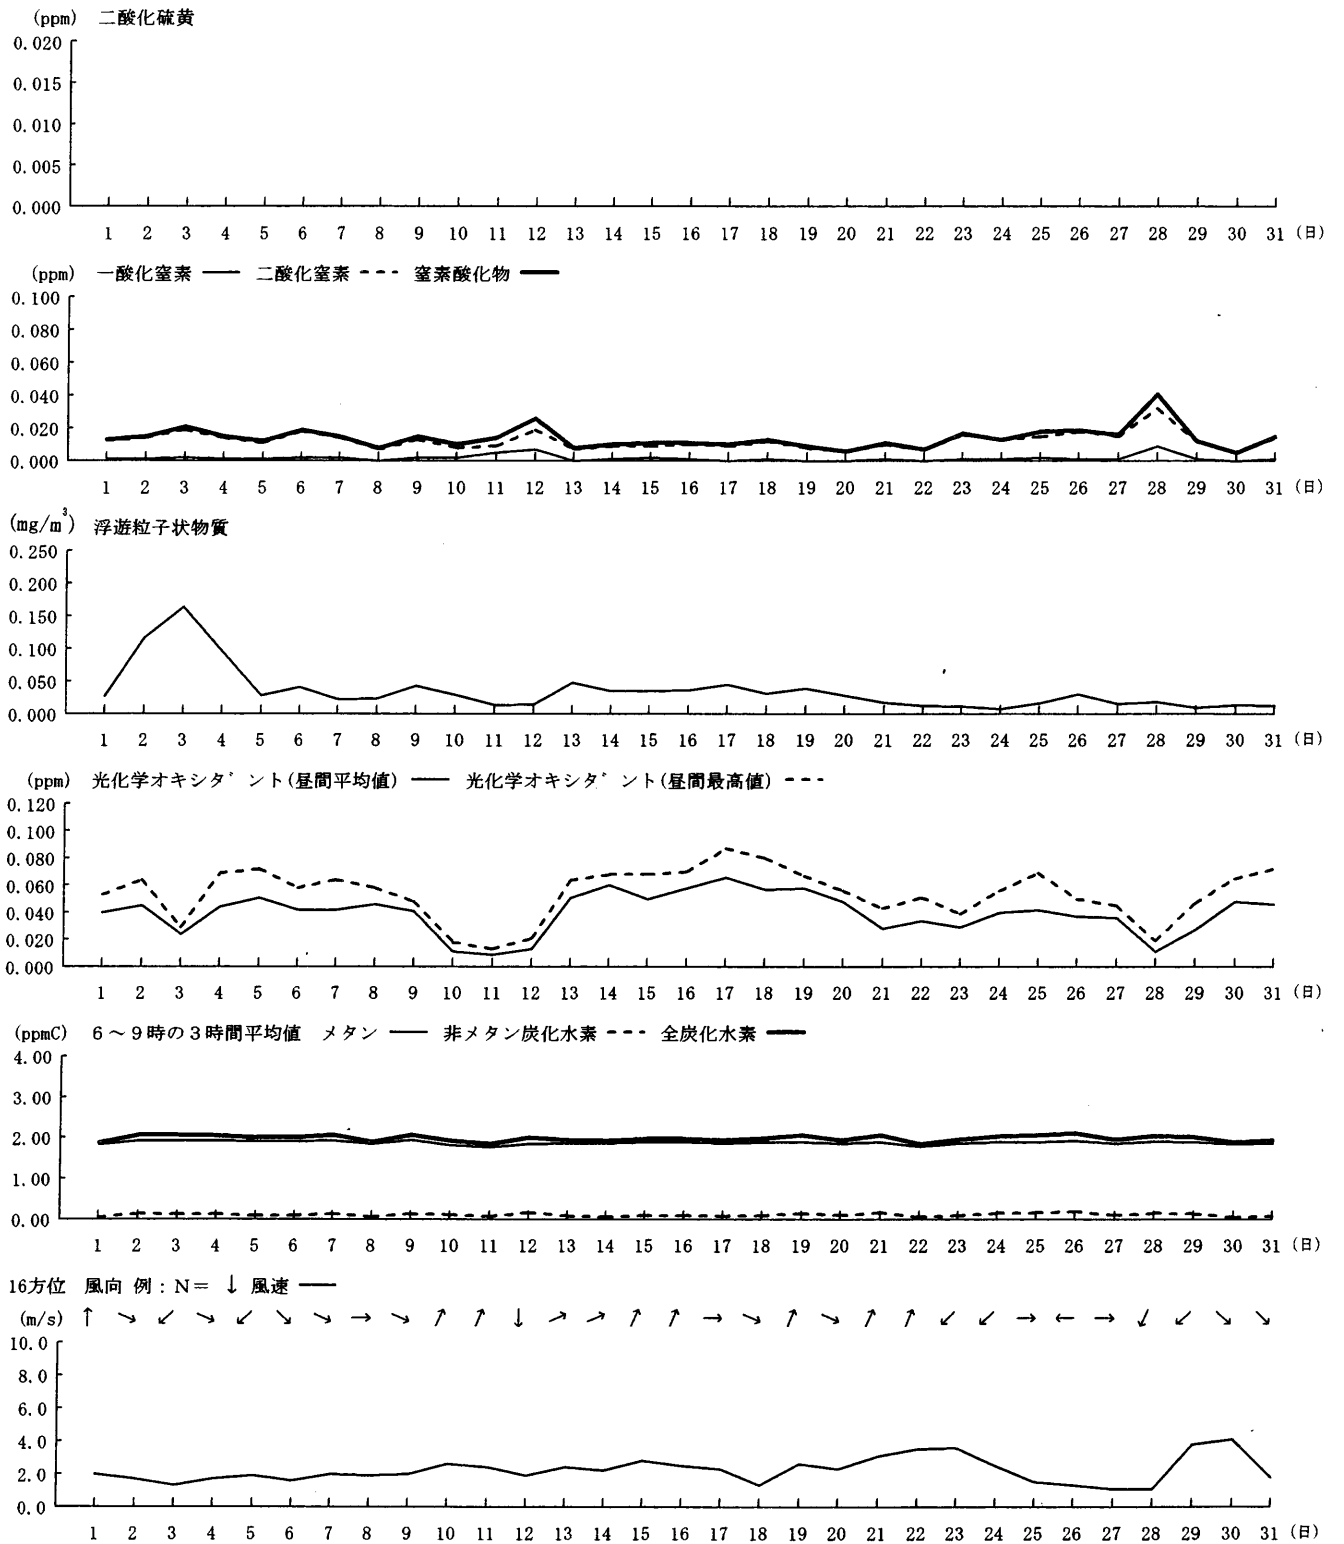 (ppm) 二酸化硫黄
0.020
0.015
0.010
0.005
0.000
1 2 3 4 5 6 7 8 9 10 11 12 13 14 15 16 17 18 19 20 21 22 23 24 25 26 27 28 29 30 31 (日)
(ppm) 一酸化窒素 二酸化窒素 窒素酸化物
0.100
0.080
0.060
0.040
0.020
0.000
1 2 3 4 5 6 7 8 9 10 11 12 13 14 15 16 17 18 19 20 21 22 23 24 25 26 27 28 29 30 31 (日)
(mg/m³) 浮遊粒子状物質
0.250
0.200
0.150
0.100
0.050
0.000
1 2 3 4 5 6 7 8 9 10 11 12 13 14 15 16 17 18 19 20 21 22 23 24 25 26 27 28 29 30 31 (日)
(ppm) 光化学オキシタ゛ント(昼間平均値) 光化学オキシタ゛ント(昼間最高値)
0.120
0.100
0.080
0.060
0.040
0.020
0.000
1 2 3 4 5 6 7 8 9 10 11 12 13 14 15 16 17 18 19 20 21 22 23 24 25 26 27 28 29 30 31 (日)
(ppmC) 6～9時の3時間平均値 メタン 非メタン炭化水素 全炭化水素
4.00
3.00
2.00
1.00
0.00
1 2 3 4 5 6 7 8 9 10 11 12 13 14 15 16 17 18 19 20 21 22 23 24 25 26 27 28 29 30 31 (日)
16方位 風向 例：N＝ ↓ 風速
(m/s) ↑ ↘ ↙ ↘ ↙ ↘ ↘ → ↘ ↗ ↗ ↓ ↗ ↗ ↗ ↗ → ↘ ↗ ↘ ↗ ↗ ↙ ↙ → ← → ↙ ↙ ↘ ↘
10.0
8.0
6.0
4.0
2.0
0.0
1 2 3 4 5 6 7 8 9 10 11 12 13 14 15 16 17 18 19 20 21 22 23 24 25 26 27 28 29 30 31 (日)